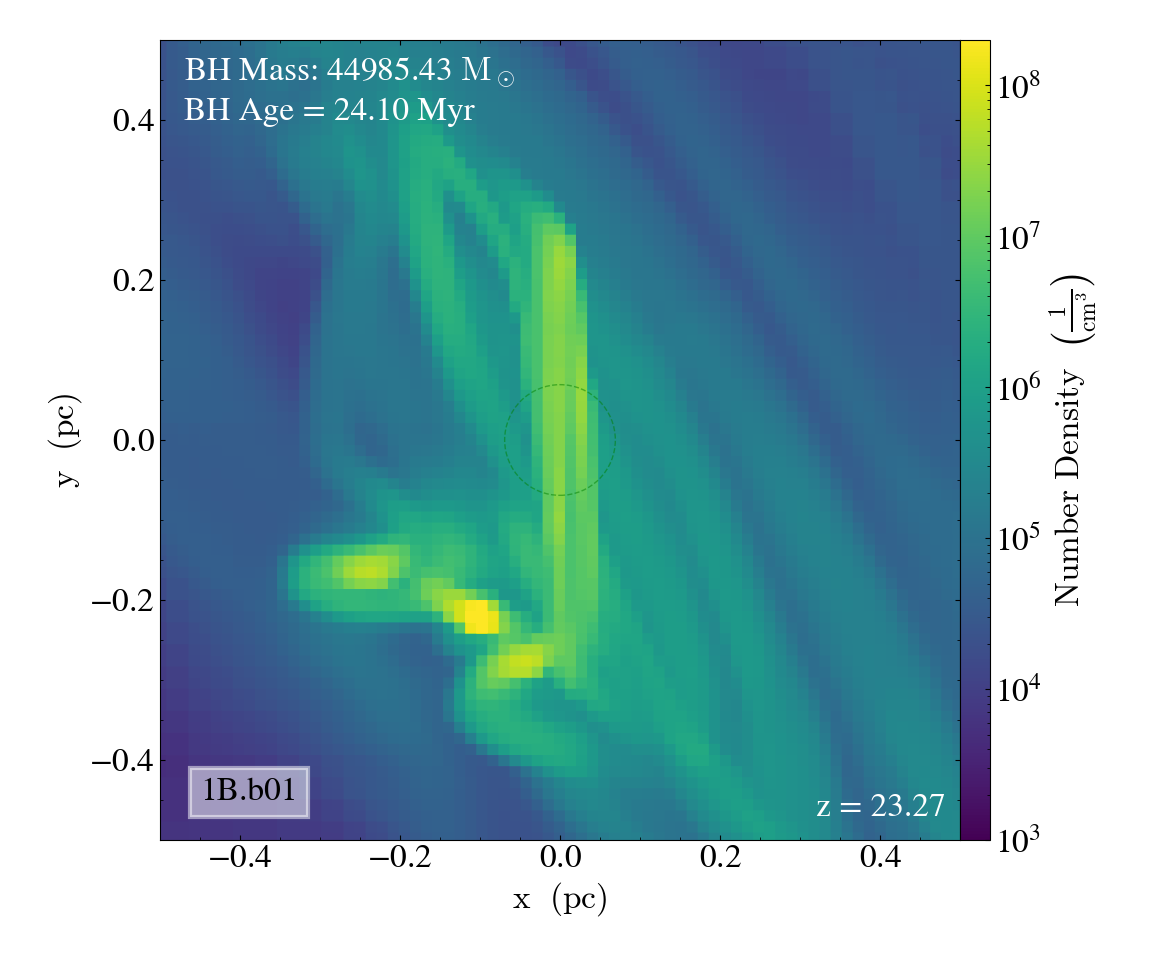 BH Mass: 44985.43 M☉
BH Age = 24.10 Myr
0.4
0.2
0.0
−0.2
−0.4
y (pc)
1B.b01
z = 23.27
−0.4 −0.2 0.0 0.2 0.4
x (pc)
10⁸
10⁷
10⁶
10⁵
10⁴
10³
Number Density (1/cm³)